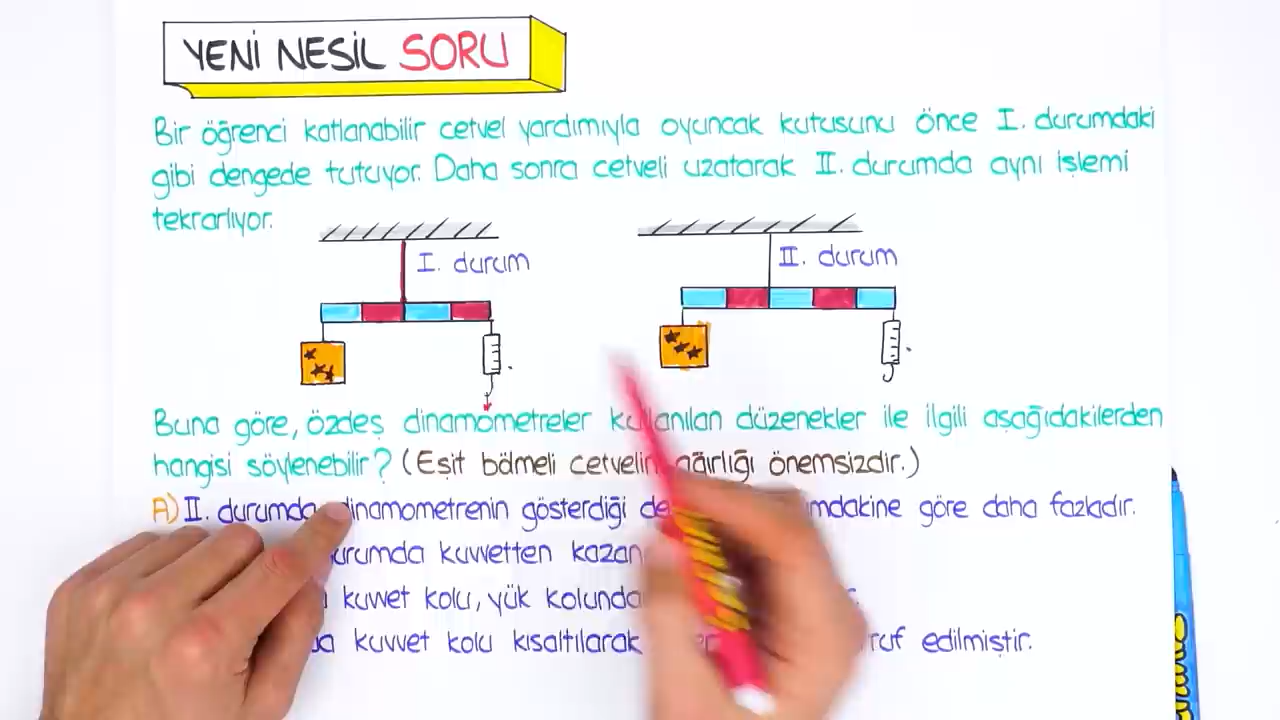 YENİ NESİL SORU
Bir öğrenci katlanabilir cetvel yardımıyla oyuncak kutusunu önce I. durumdaki
gibi dengede tutuyor. Daha sonra cetveli uzatarak II. durumda aynı işlemi
tekrarlıyor.
I. durum
II. durum
Buna göre, özdeş dinamometreler kullanılan düzenekler ile ilgili aşağıdakilerden
hangisi söylenebilir? (Eşit bölmeli cetvelin ağırlığı önemsizdir.)
A) II. durumda dinamometrenin gösterdiği göre daha fazladır.
kuvvetten
kuvvet kolu, yük
kuvvet kolu kısaltılarak edilmiştir.